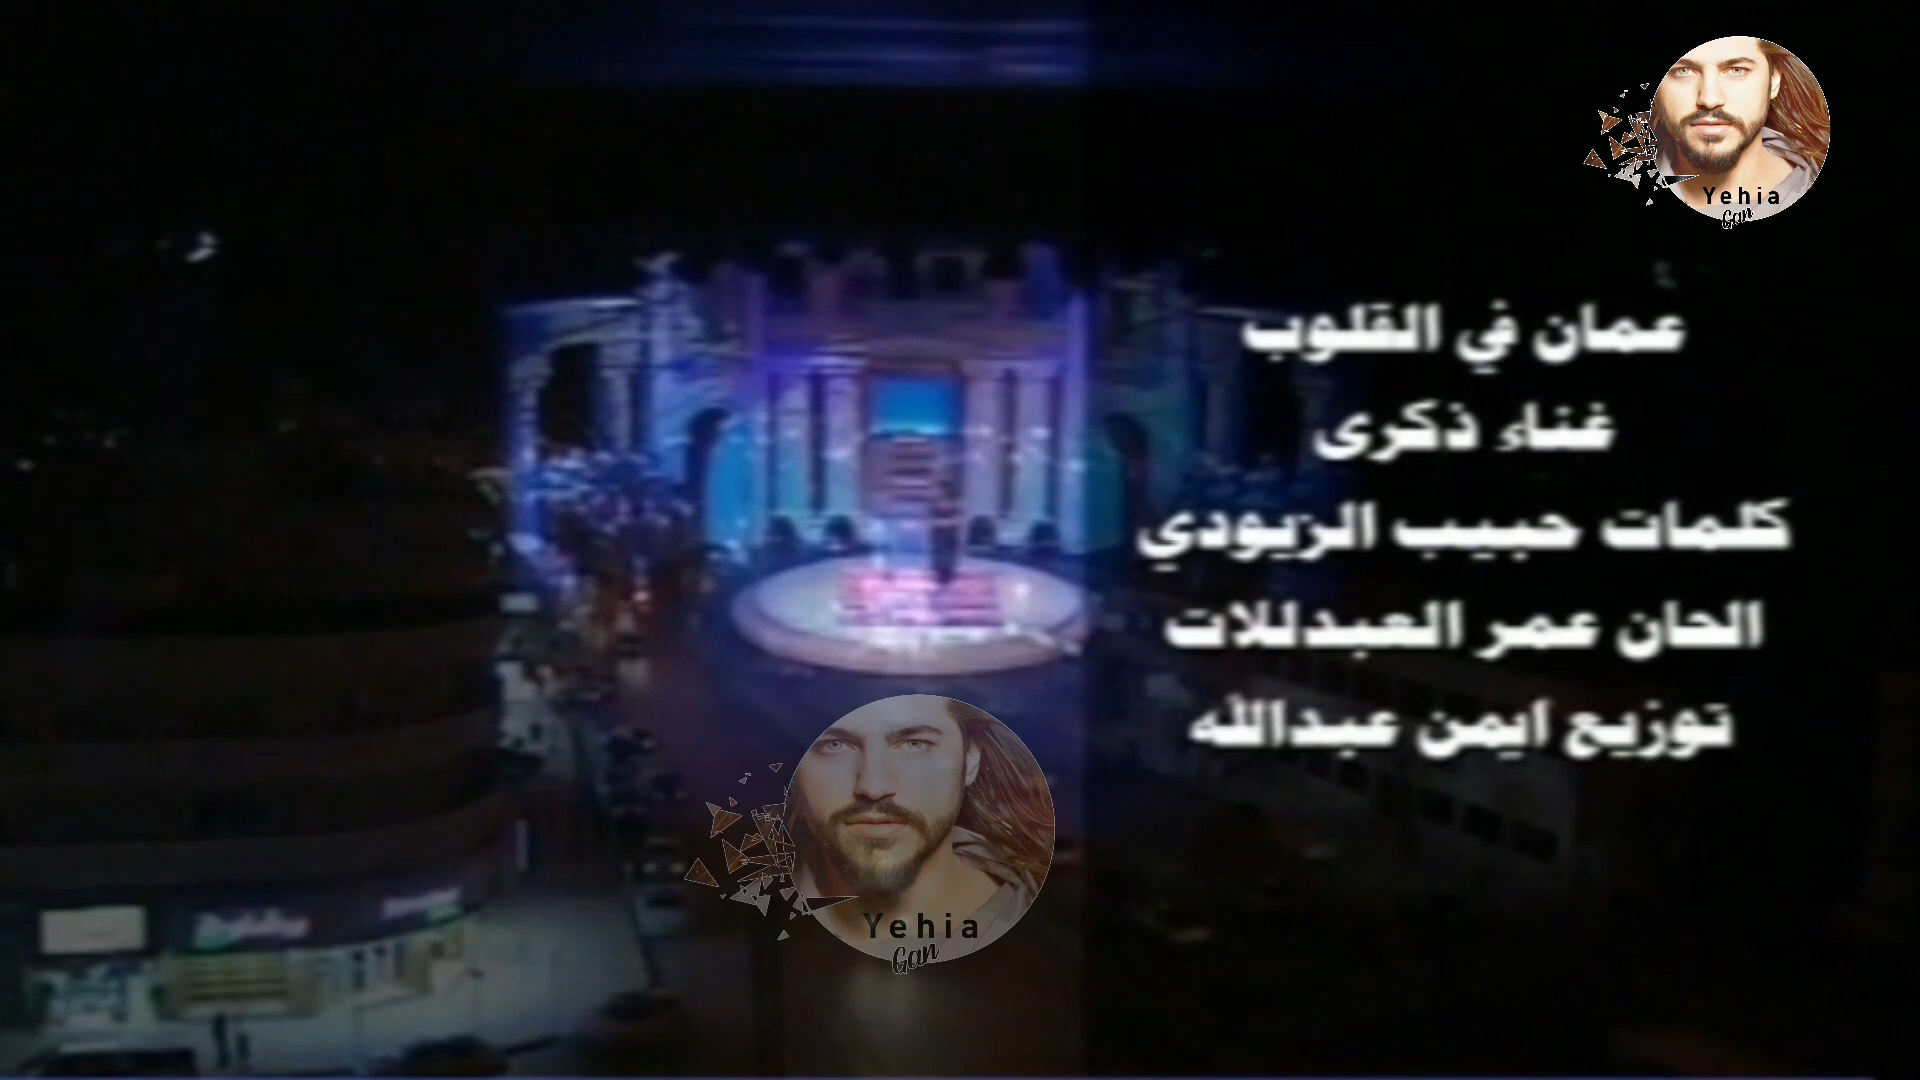 Yehia
Gan
عمان في القلوب
غناء ذكرى
كلمات حبيب الزيودي
الحان عمر العبدللات
توزيع ايمن عبدالله
Yehia
Gan